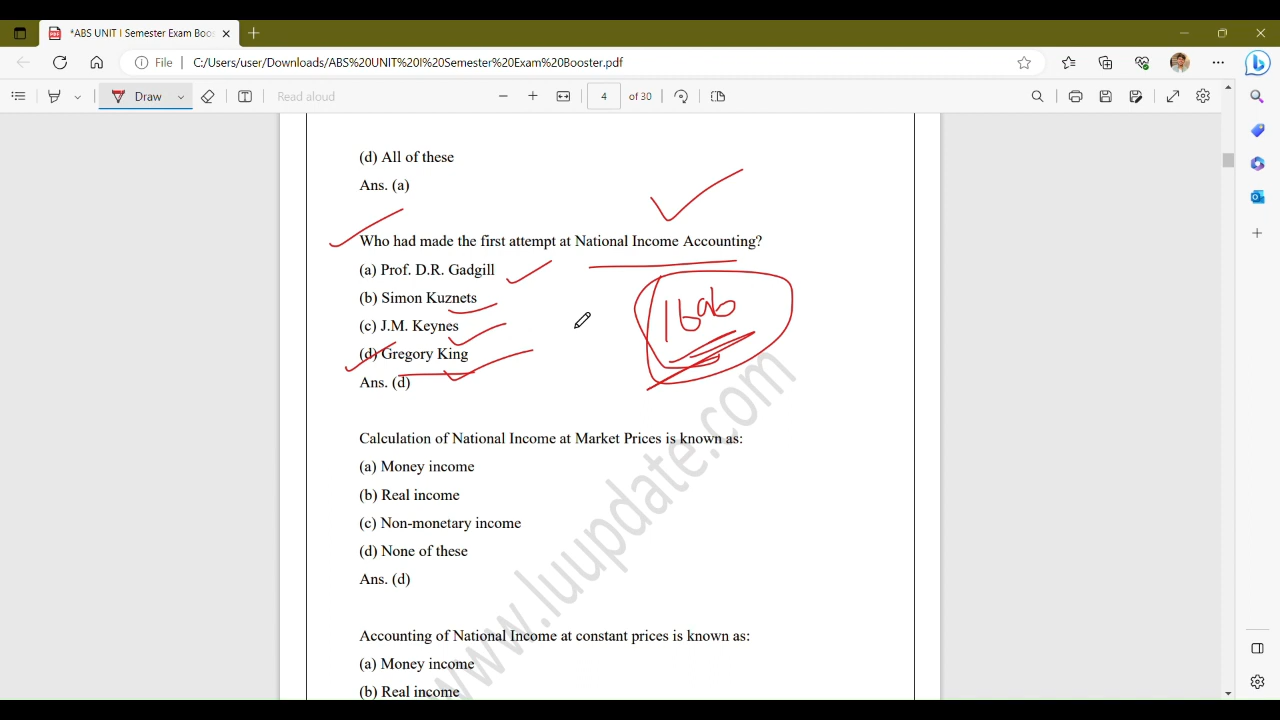 *ABS UNIT I Semester Exam Boo
File
C:/Users/user/Downloads/ABS%20UNIT%20I%20Semester%20Exam%20Booster.pdf
Draw
Read aloud
4 of 30
(d) All of these
Ans. (a)
Who had made the first attempt at National Income Accounting?
(a) Prof. D.R. Gadgill
(b) Simon Kuznets
(c) J.M. Keynes
(d) Gregory King
Ans. (d)
1696
Calculation of National Income at Market Prices is known as:
(a) Money income
(b) Real income
(c) Non-monetary income
(d) None of these
Ans. (d)
Accounting of National Income at constant prices is known as:
(a) Money income
(b) Real income
www.luupdate.com